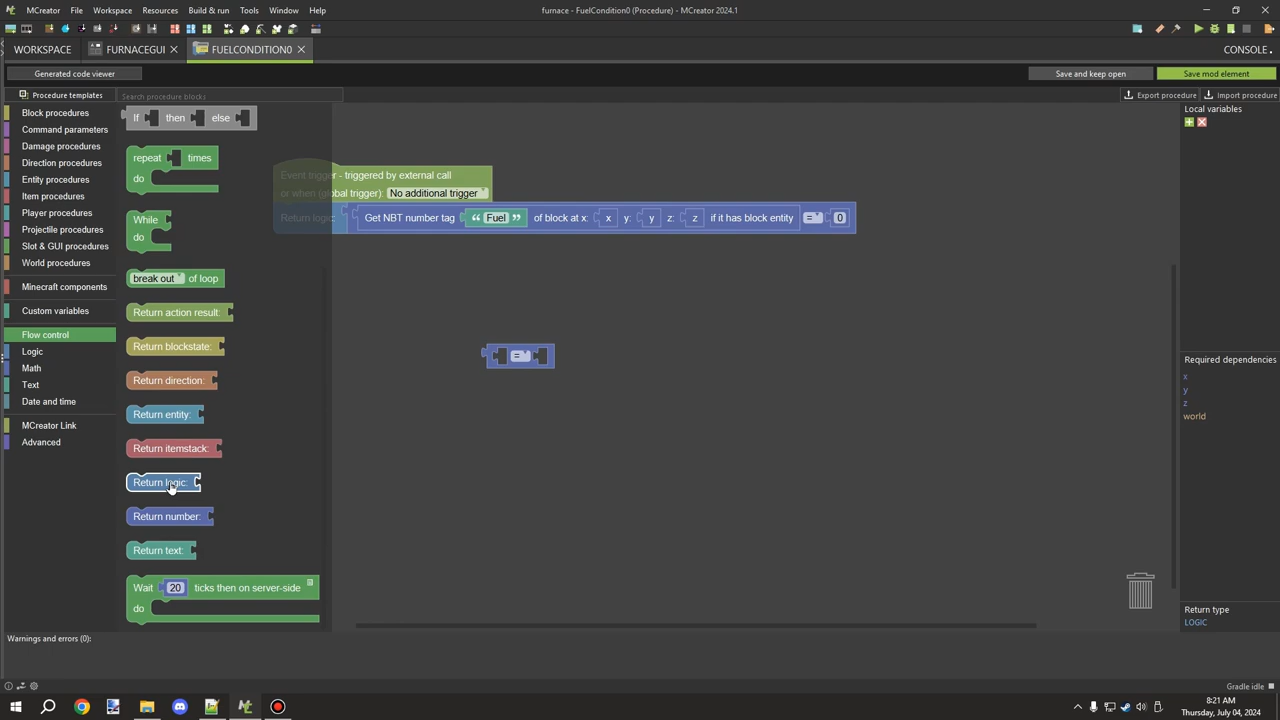 MCreator File Workspace Resources Build & run Tools Window Help
furnace - FuelCondition0 (Procedure) - MCreator 2024.1
WORKSPACE FURNACEGUI FUELCONDITION0 CONSOLE
Generated code viewer Save and keep open Save mod element
Procedure templates Search procedure blocks Export procedure Import procedure
Block procedures
Command parameters
Damage procedures
Direction procedures
Entity procedures
Item procedures
Player procedures
Projectile procedures
Slot & GUI procedures
World procedures
Minecraft components
Custom variables
Flow control
Logic
Math
Text
Date and time
MCreator Link
Advanced
If then else
repeat times
do
While
do
break out of loop
Return action result:
Return blockstate:
Return direction:
Return entity:
Return itemstack:
Return logic:
Return number:
Return text:
Wait 20 ticks then on server-side
do
Event trigger - triggered by external call
or when (global trigger): No additional trigger
Return logic: Get NBT number tag “ Fuel ” of block at x: x y: y z: z if it has block entity = 0
=
Local variables
Required dependencies
x
y
z
world
Return type
LOGIC
Warnings and errors (0):
Gradle idle
8:21 AM
Thursday, July 04, 2024